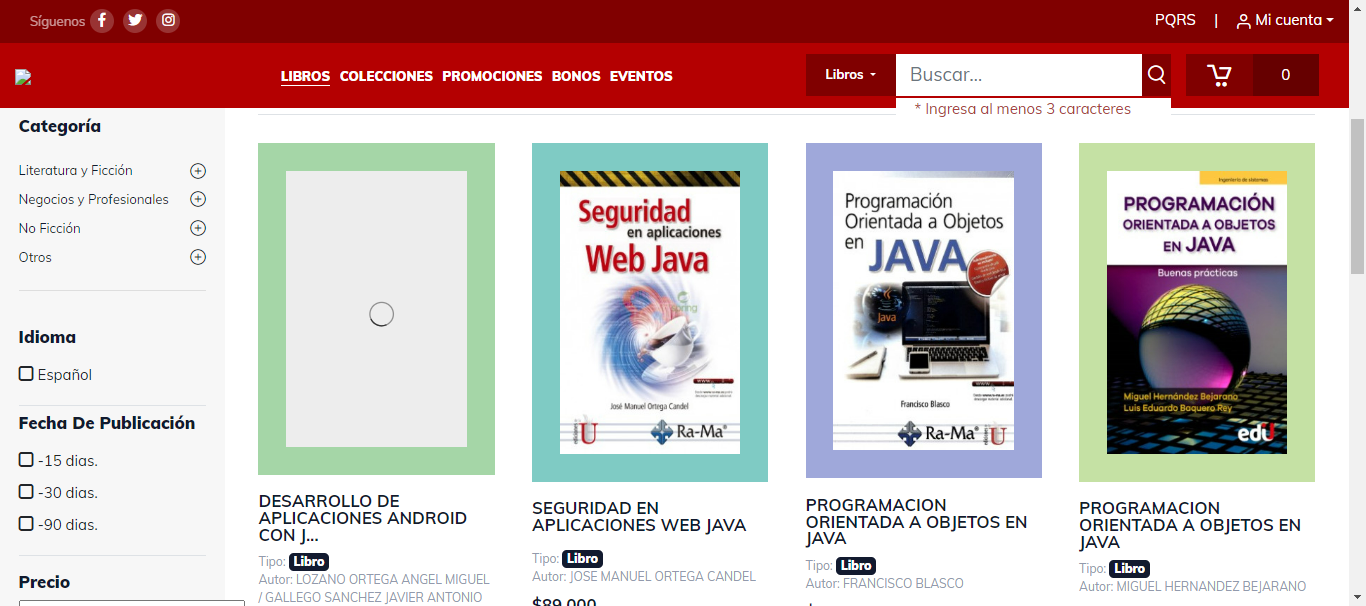 Síguenos
PQRS | Mi cuenta
LIBROS COLECCIONES PROMOCIONES BONOS EVENTOS
Libros
Buscar...
0
* Ingresa al menos 3 caracteres
Categoría
Literatura y Ficción
Negocios y Profesionales
No Ficción
Otros
Idioma
Español
Fecha De Publicación
-15 dias.
-30 dias.
-90 dias.
Precio
DESARROLLO DE
APLICACIONES ANDROID
CON J...
Tipo: Libro
Autor: LOZANO ORTEGA ANGEL MIGUEL
/ GALLEGO SANCHEZ JAVIER ANTONIO
Seguridad
en aplicaciones
Web Java
José Manuel Ortega Candel
Ra-Ma®
SEGURIDAD EN
APLICACIONES WEB JAVA
Tipo: Libro
Autor: JOSE MANUEL ORTEGA CANDEL
$89.000
Programación
Orientada a Objetos
en JAVA
Java
Francisco Blasco
Ra-Ma®
PROGRAMACION
ORIENTADA A OBJETOS EN
JAVA
Tipo: Libro
Autor: FRANCISCO BLASCO
Ingeniería de sistemas
PROGRAMACIÓN
ORIENTADA A OBJETOS
EN JAVA
Buenas prácticas
Miguel Hernández Bejarano
Luis Eduardo Baquero Rey
ediU
PROGRAMACION
ORIENTADA A OBJETOS EN
JAVA
Tipo: Libro
Autor: MIGUEL HERNANDEZ BEJARANO